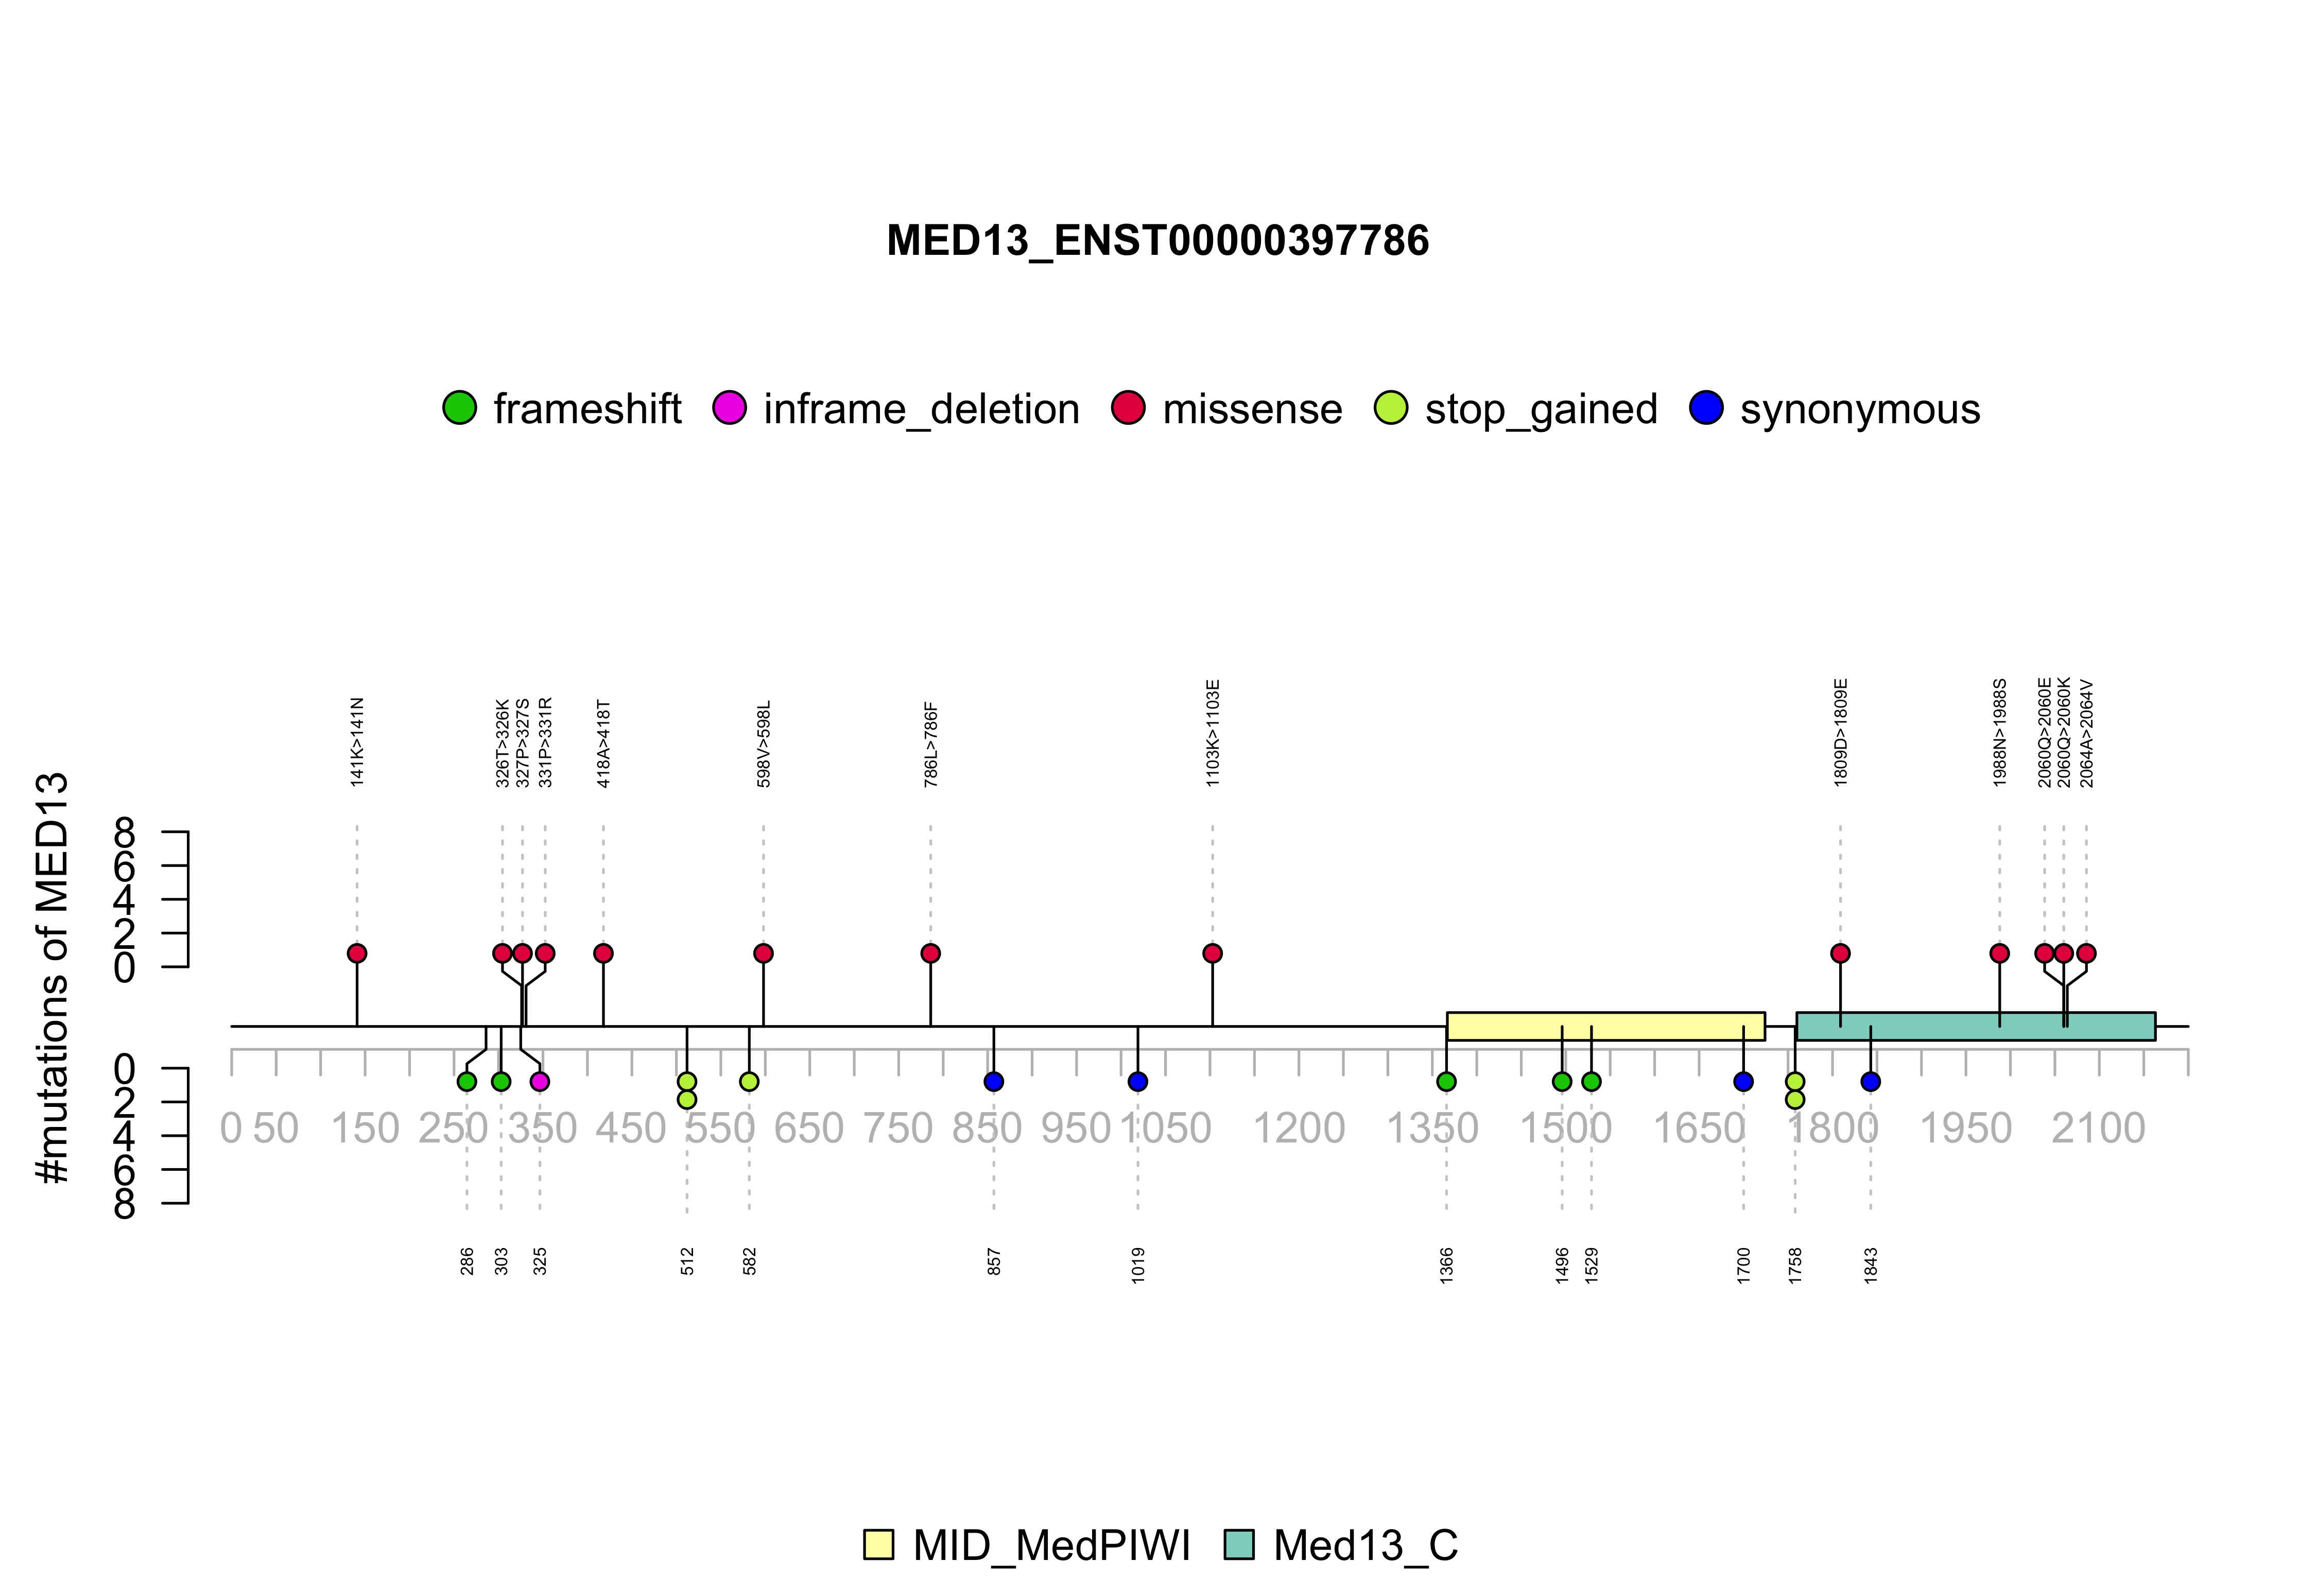 MED13_ENST00000397786
frameshift inframe_deletion missense stop_gained synonymous
141K>141N 326T>326K 327P>327S 331P>331R 418A>418T 598V>598L 786L>786F 1103K>1103E 1809D>1809E 1988N>1988S 2060Q>2060E 2060Q>2060K 2064A>2064V
#mutations of MED13
8
6
4
2
0
0
2
4
6
8
0 50 150 250 350 450 550 650 750 850 950 1050 1200 1350 1500 1650 1800 1950 2100
286 303 325 512 582 857 1019 1366 1496 1529 1700 1758 1843
MID_MedPIWI Med13_C